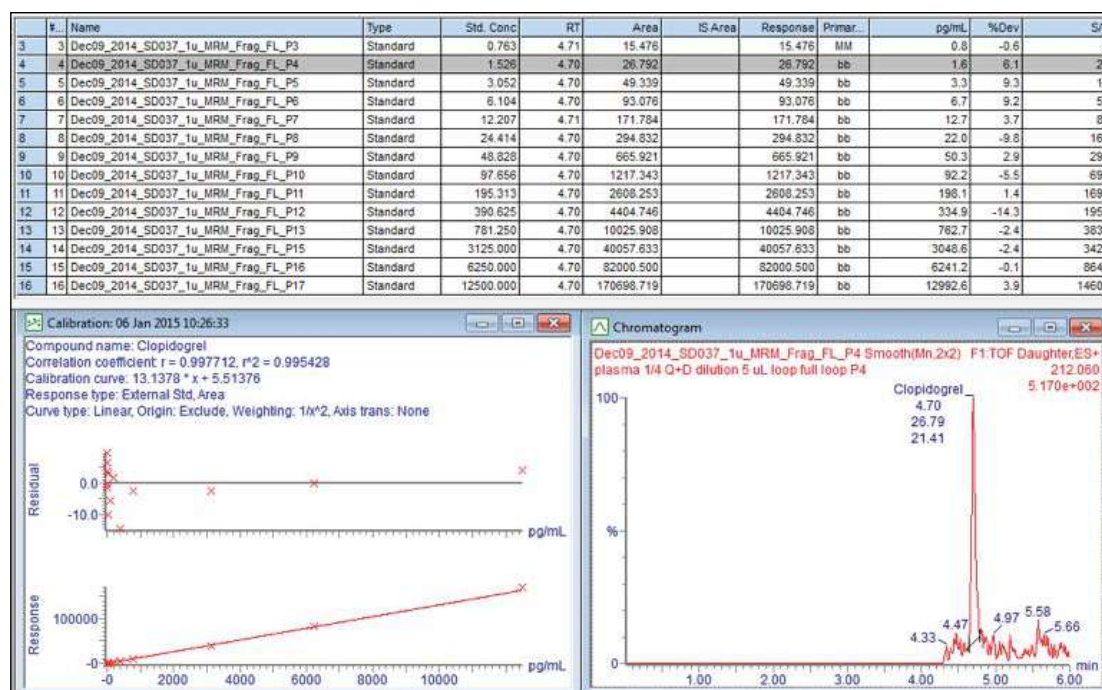 #... Name Type Std. Conc RT Area IS Area Response Primar... pg/mL %Dev S/
3 3 Dec09_2014_SD037_1u_MRM_Frag_FL_P3 Standard 0.763 4.71 15.476 15.476 MM 0.8 -0.6
4 4 Dec09_2014_SD037_1u_MRM_Frag_FL_P4 Standard 1.526 4.70 26.792 26.792 bb 1.6 6.1 2
5 5 Dec09_2014_SD037_1u_MRM_Frag_FL_P5 Standard 3.052 4.70 49.339 49.339 bb 3.3 9.3 1
6 6 Dec09_2014_SD037_1u_MRM_Frag_FL_P6 Standard 6.104 4.70 93.076 93.076 bb 6.7 9.2 5
7 7 Dec09_2014_SD037_1u_MRM_Frag_FL_P7 Standard 12.207 4.71 171.784 171.784 bb 12.7 3.7 8
8 8 Dec09_2014_SD037_1u_MRM_Frag_FL_P8 Standard 24.414 4.70 294.832 294.832 bb 22.0 -9.8 16
9 9 Dec09_2014_SD037_1u_MRM_Frag_FL_P9 Standard 48.828 4.70 665.921 665.921 bb 50.3 2.9 29
10 10 Dec09_2014_SD037_1u_MRM_Frag_FL_P10 Standard 97.656 4.70 1217.343 1217.343 bb 92.2 -5.5 69
11 11 Dec09_2014_SD037_1u_MRM_Frag_FL_P11 Standard 195.313 4.70 2608.253 2608.253 bb 198.1 1.4 169
12 12 Dec09_2014_SD037_1u_MRM_Frag_FL_P12 Standard 390.625 4.70 4404.746 4404.746 bb 334.9 -14.3 195
13 13 Dec09_2014_SD037_1u_MRM_Frag_FL_P13 Standard 781.250 4.70 10025.908 10025.908 bb 762.7 -2.4 383
14 14 Dec09_2014_SD037_1u_MRM_Frag_FL_P15 Standard 3125.000 4.70 40057.633 40057.633 bb 3048.6 -2.4 342
15 15 Dec09_2014_SD037_1u_MRM_Frag_FL_P16 Standard 6250.000 4.70 82000.500 82000.500 bb 6241.2 -0.1 864
16 16 Dec09_2014_SD037_1u_MRM_Frag_FL_P17 Standard 12500.000 4.70 170698.719 170698.719 bb 12992.6 3.9 1460
Calibration: 06 Jan 2015 10:26:33
Compound name: Clopidogrel
Correlation coefficient: r = 0.997712, r^2 = 0.995428
Calibration curve: 13.1378 * x + 5.51376
Response type: External Std, Area
Curve type: Linear, Origin: Exclude, Weighting: 1/x^2, Axis trans: None
Residual
0.0
-10.0
pg/mL
Response
100000
-0
-0 2000 4000 6000 8000 10000
pg/mL
Chromatogram
Dec09_2014_SD037_1u_MRM_Frag_FL_P4 Smooth(Mn,2x2) F1:TOF Daughter,ES+
plasma 1/4 Q+D dilution 5 uL loop full loop P4 212.060
5.170e+002
Clopidogrel
4.70
26.79
21.41
100
%
0
4.33 4.47 4.97 5.58 5.66
1.00 2.00 3.00 4.00 5.00 6.00
min